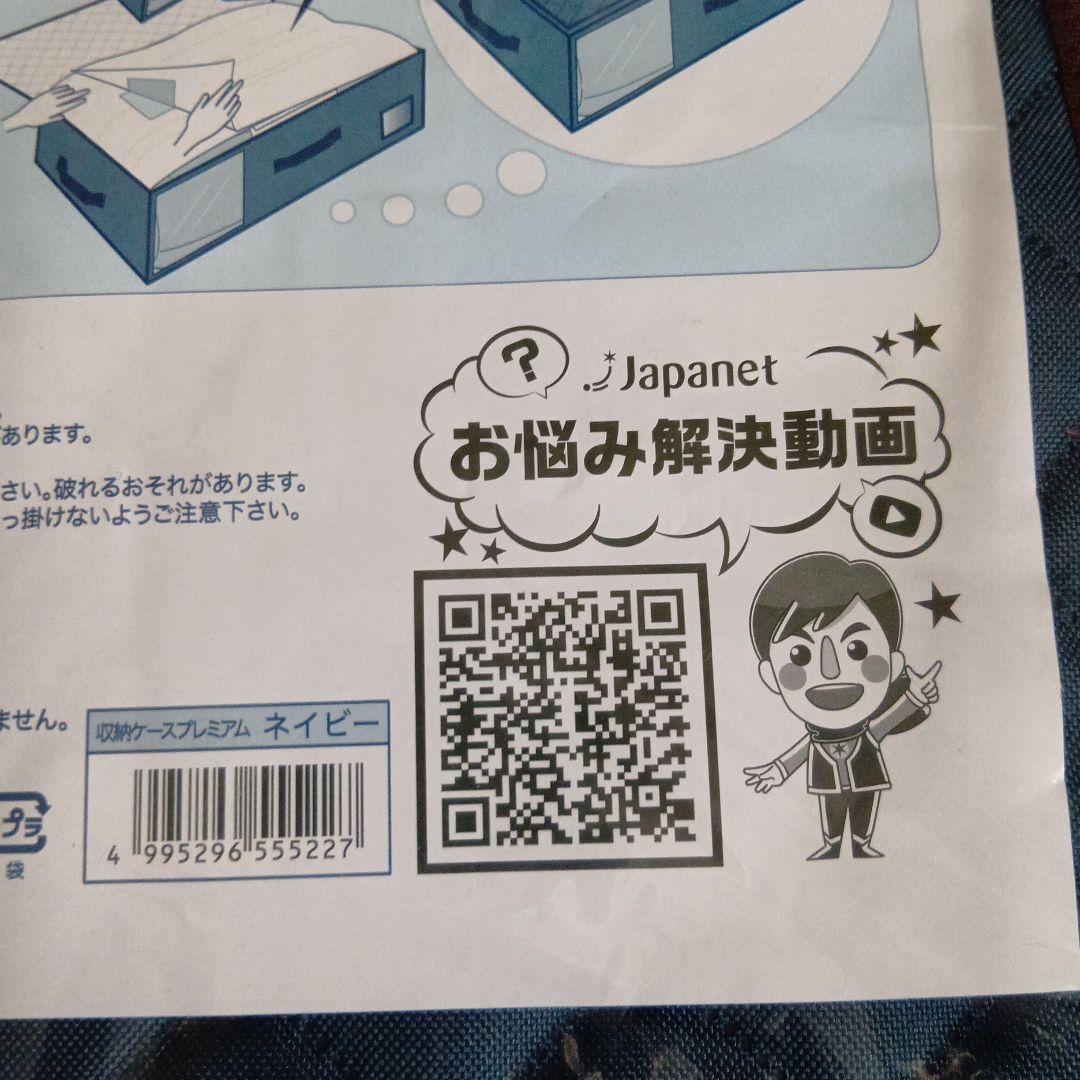 ?
Japanet
お悩み解決動画
あります。
さい。破れるおそれがあります。
っ掛けないようご注意下さい。
ません。
収納ケースプレミアム ネイビー
4 995296 555227
プラ
袋